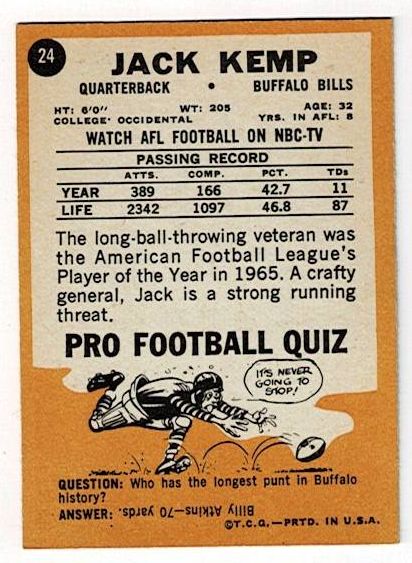 24
JACK KEMP
QUARTERBACK • BUFFALO BILLS
HT: 6'0" WT: 205 AGE: 32
COLLEGE: OCCIDENTAL YRS. IN AFL: 8
WATCH AFL FOOTBALL ON NBC-TV
PASSING RECORD
ATTS. COMP. PCT. TDs
YEAR 389 166 42.7 11
LIFE 2342 1097 46.8 87
The long-ball-throwing veteran was
the American Football League's
Player of the Year in 1965. A crafty
general, Jack is a strong running
threat.
PRO FOOTBALL QUIZ
IT'S NEVER
GOING TO
STOP!
QUESTION: Who has the longest punt in Buffalo
history?
ANSWER: Billy Atkins—70 yards.
©T.C.G.—PRTD. IN U.S.A.